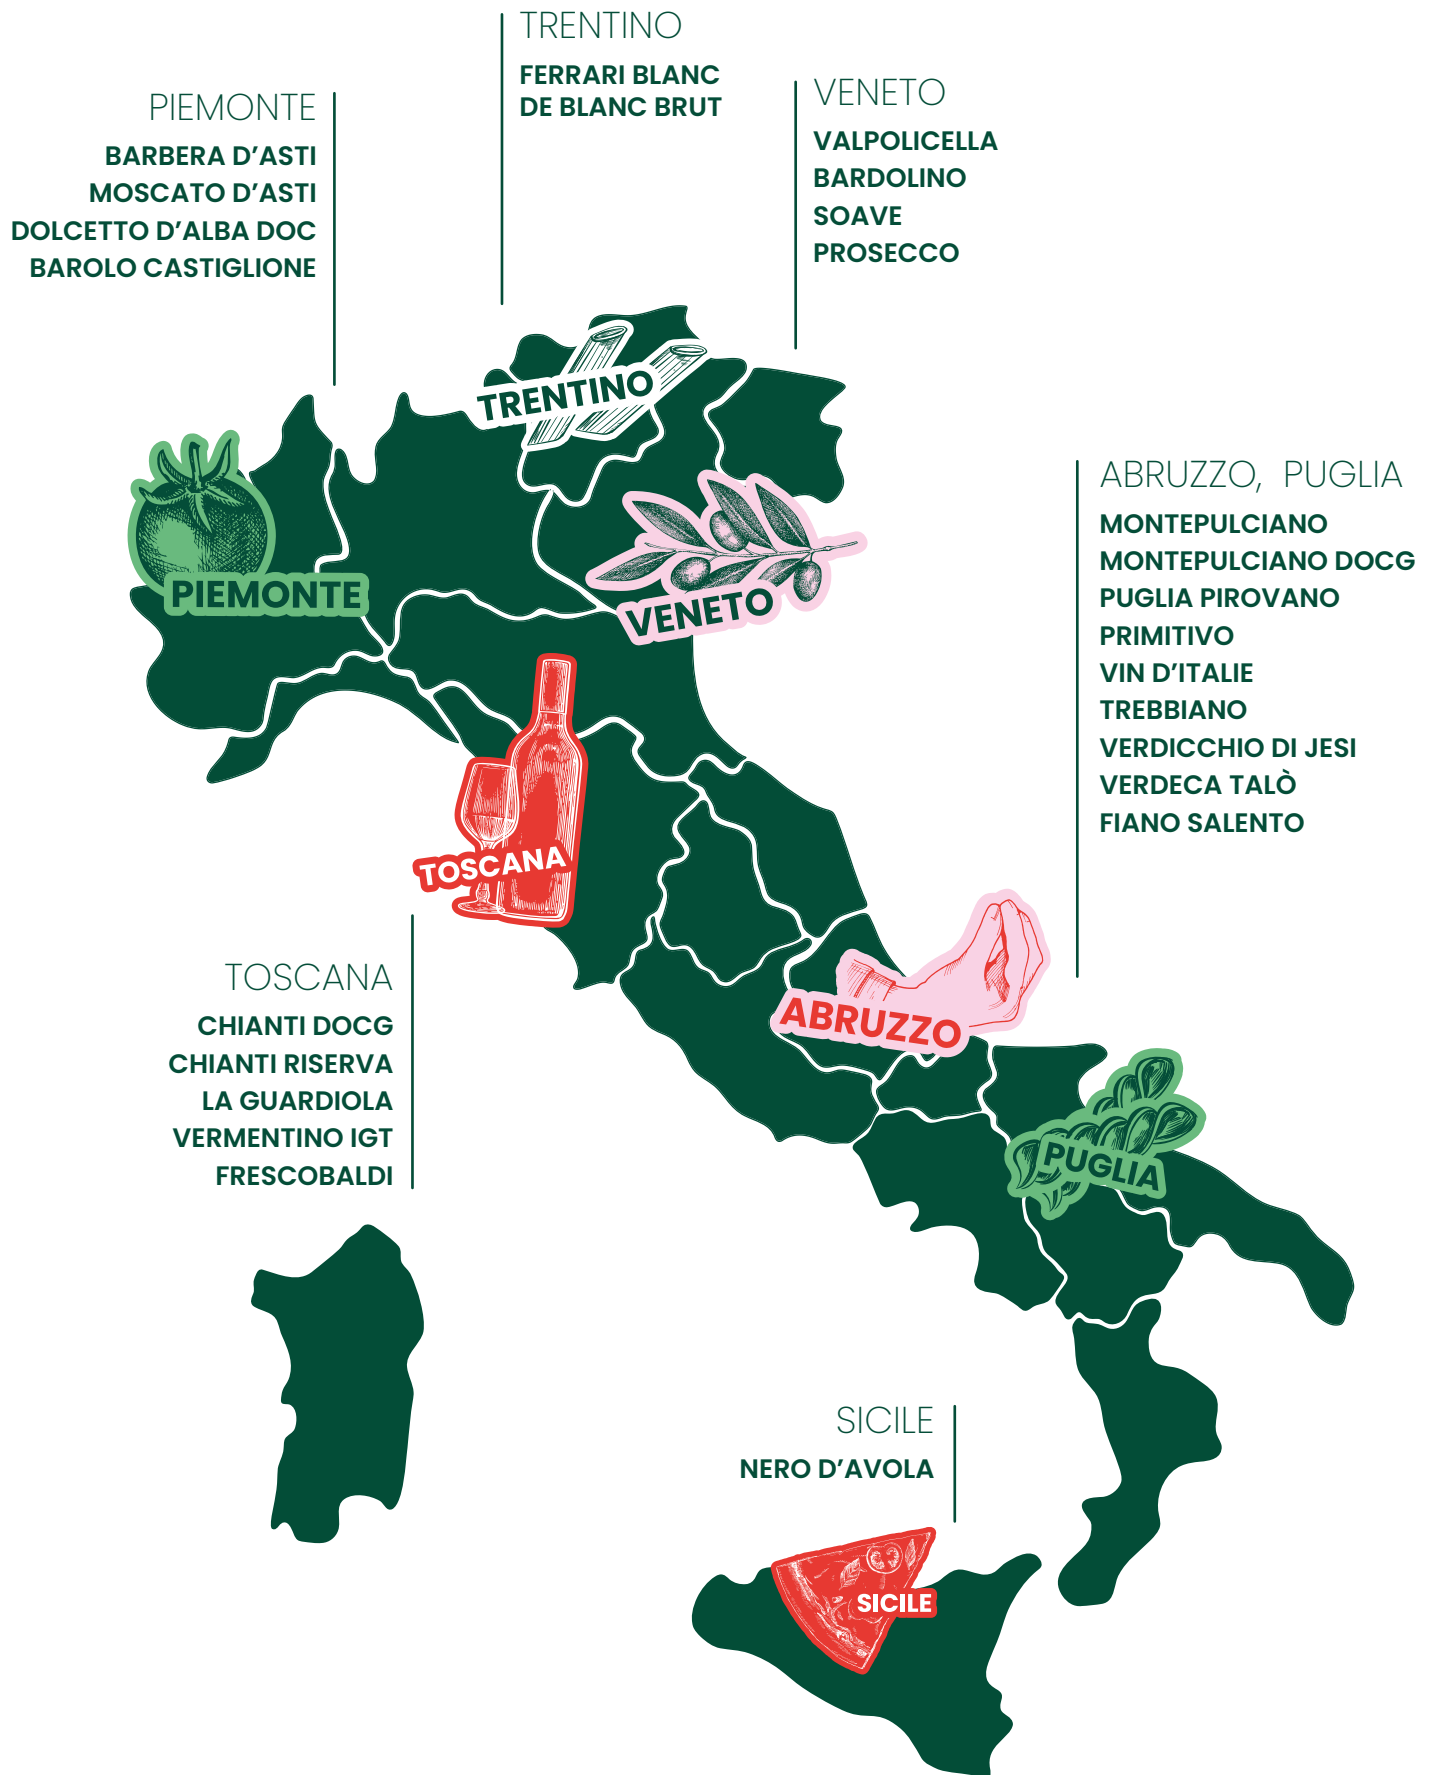 TRENTINO
FERRARI BLANC
DE BLANC BRUT
PIEMONTE
BARBERA D’ASTI
MOSCATO D’ASTI
DOLCETTO D’ALBA DOC
BAROLO CASTIGLIONE
VENETO
VALPOLICELLA
BARDOLINO
SOAVE
PROSECCO
TRENTINO
PIEMONTE
VENETO
ABRUZZO, PUGLIA
MONTEPULCIANO
MONTEPULCIANO DOCG
PUGLIA PIROVANO
PRIMITIVO
VIN D’ITALIE
TREBBIANO
VERDICCHIO DI JESI
VERDECA TALÒ
FIANO SALENTO
TOSCANA
ABRUZZO
PUGLIA
TOSCANA
CHIANTI DOCG
CHIANTI RISERVA
LA GUARDIOLA
VERMENTINO IGT
FRESCOBALDI
SICILE
NERO D’AVOLA
SICILE